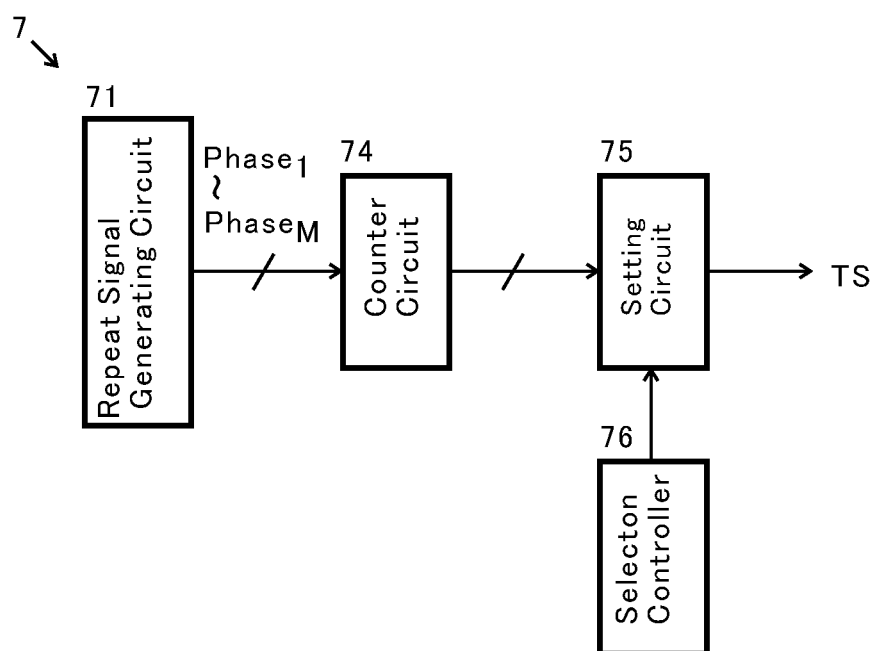 7
71
Repeat Signal
Generating Circuit
Phase1
~
PhaseM
74
Counter
Circuit
75
Setting
Circuit
TS
76
Selecton
Controller